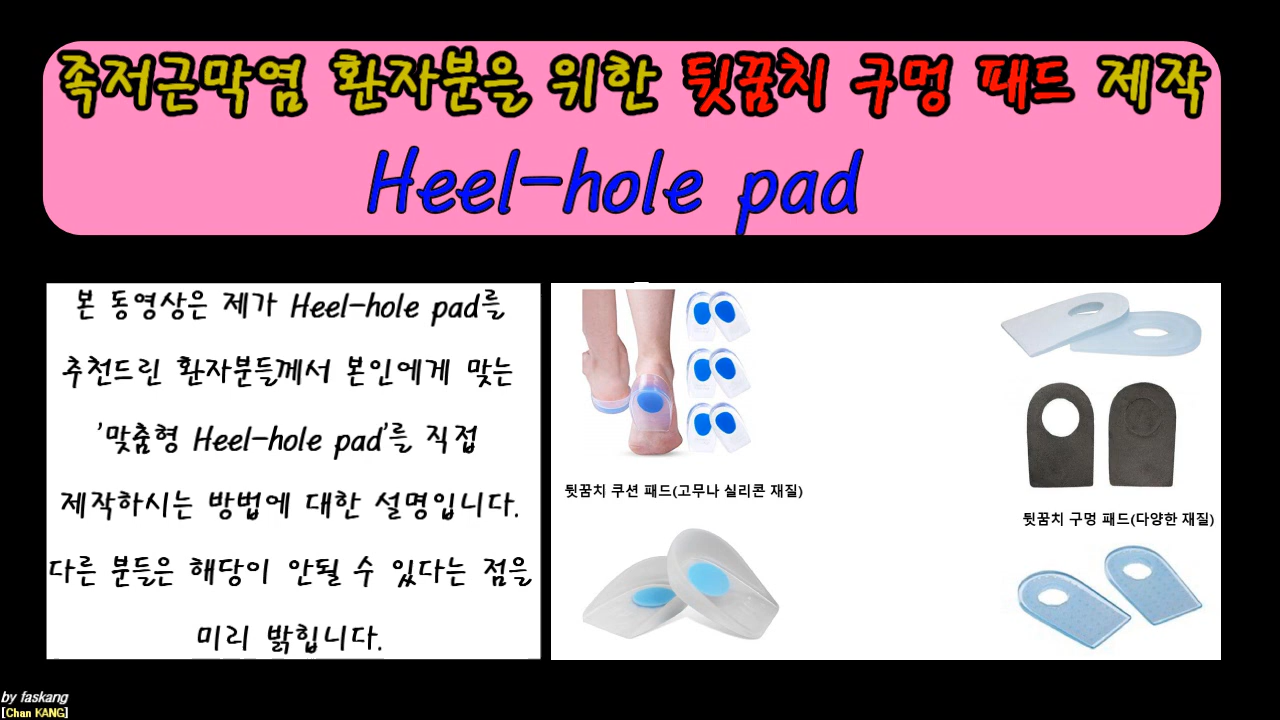 족저근막염 환자분을 위한 뒷꿈치 구멍 패드 제작
Heel-hole pad
본 동영상은 제가 Heel-hole pad를
추천드린 환자분들께서 본인에게 맞는
'맞춤형 Heel-hole pad'를 직접
제작하시는 방법에 대한 설명입니다.
다른 분들은 해당이 안될 수 있다는 점을
미리 밝힙니다.
뒷꿈치 쿠션 패드(고무나 실리콘 재질)
뒷꿈치 구멍 패드(다양한 재질)
by faskang
[Chan KANG]